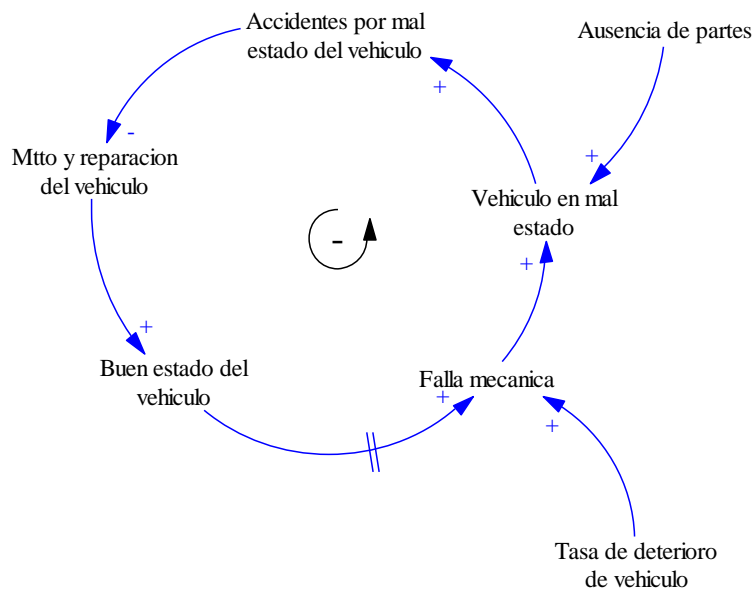 Accidentes por mal
estado del vehiculo
Ausencia de partes
+
-
+
Mtto y reparacion
del vehiculo
Vehiculo en mal
estado
-
+
+
Buen estado del
vehiculo
Falla mecanica
+
+
Tasa de deterioro
de vehiculo